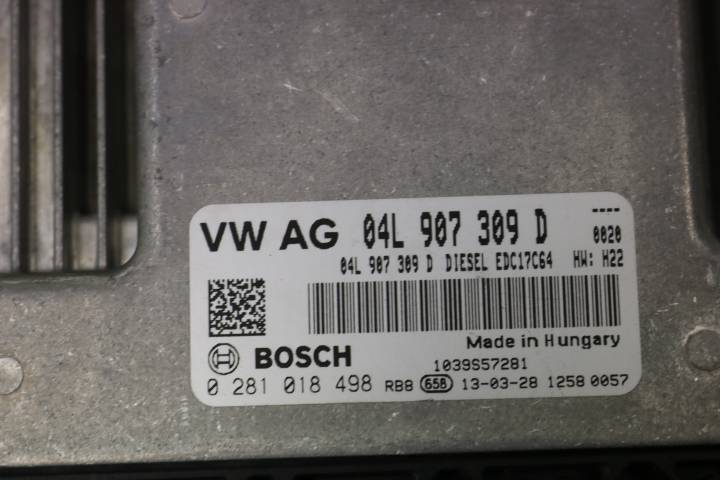 VW AG 04L 907 309 D ----
0020
04L 907 309 D DIESEL EDC17C64 HW: H22
Made in Hungary
BOSCH 1039S57281
0 281 018 498 RB8 658 13-03-28 1258 0057